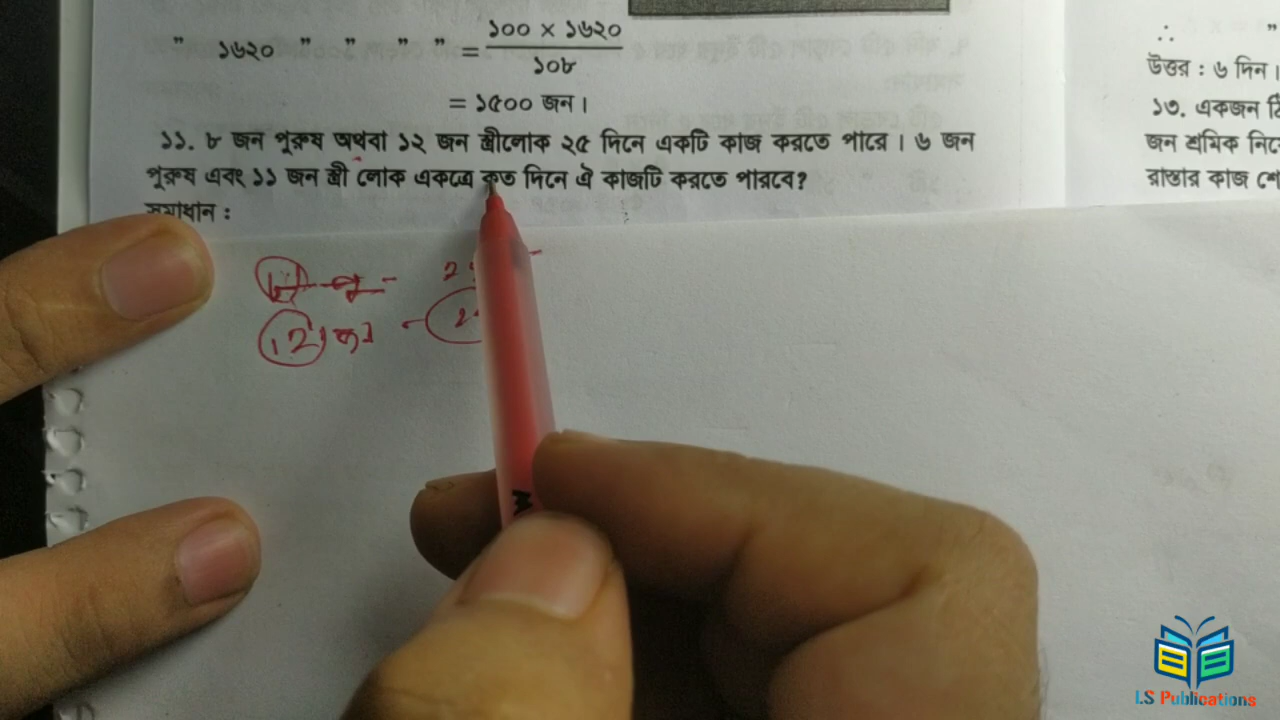 ” ১৬২০ ” ” ” ” = ১০০ × ১৬২০
১০৮
= ১৫০০ জন।
১১. ৮ জন পুরুষ অথবা ১২ জন স্ত্রীলোক ২৫ দিনে একটি কাজ করতে পারে। ৬ জন
পুরুষ এবং ১১ জন স্ত্রী লোক একত্রে কত দিনে ঐ কাজটি করতে পারবে?
সমাধান :
12
∴ ”
উত্তর : ৬ দিন।
১৩. একজন
জন শ্রমিক নিয়ে
রাস্তার কাজ
M
LS Publications